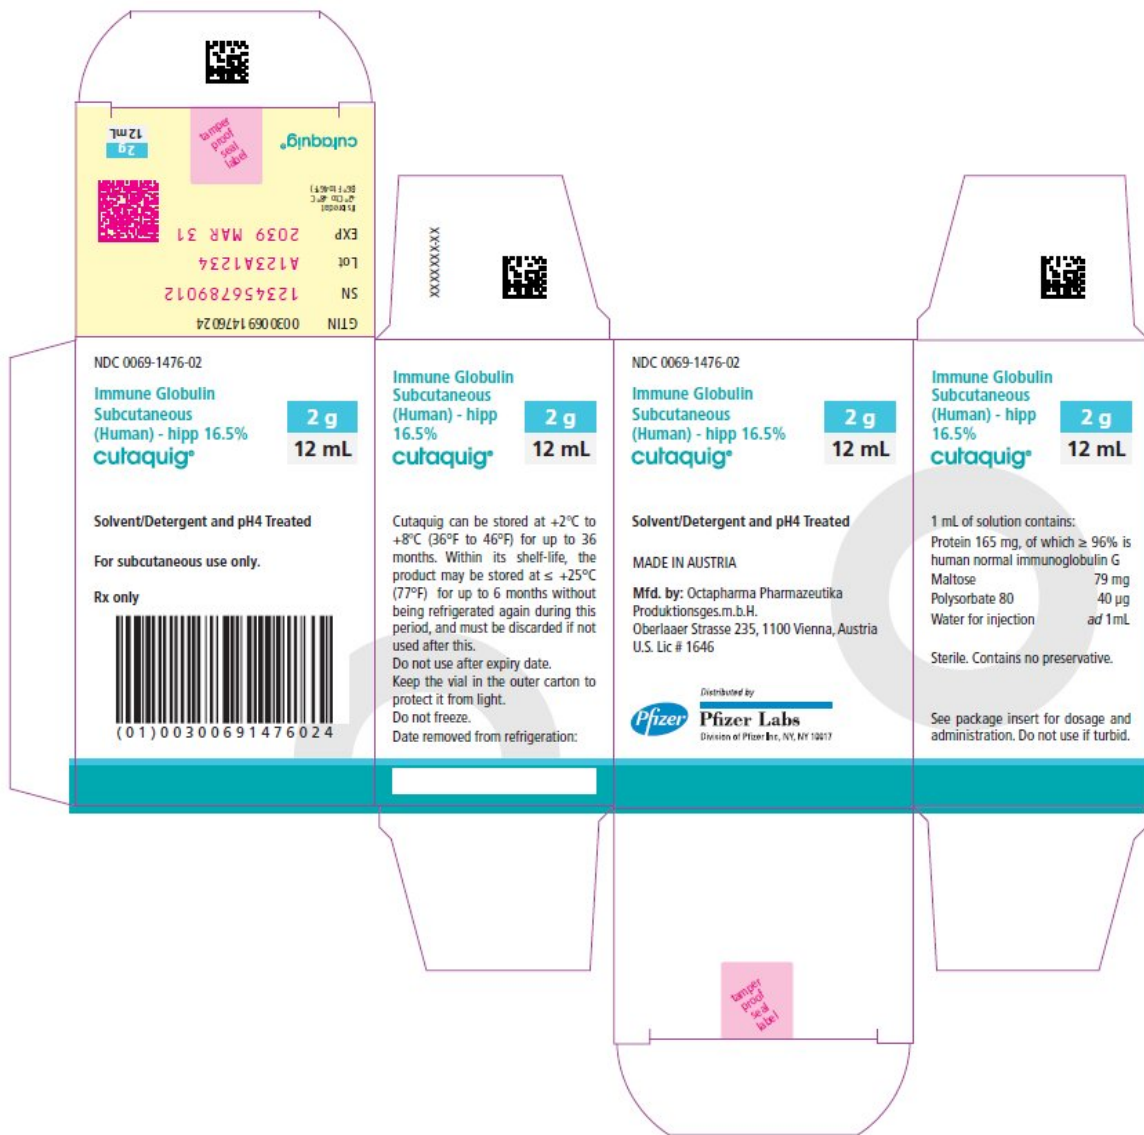 2g
12 mL
tamper
proof
seal
label
cutaquig®
(36°F to 46°F)
EXP 2039 MAR 31
Lot A123A1234
SN 123456789012
GTIN 00300691476024
XXXXXXXX-XX
NDC 0069-1476-02
Immune Globulin
Subcutaneous
(Human) - hipp 16.5%
cutaquig®
2 g
12 mL
Solvent/Detergent and pH4 Treated
For subcutaneous use only.
Rx only
(01)00300691476024
Immune Globulin
Subcutaneous
(Human) - hipp
16.5%
cutaquig®
2 g
12 mL
Cutaquig can be stored at +2°C to
+8°C (36°F to 46°F) for up to 36
months. Within its shelf-life, the
product may be stored at ≤ +25°C
(77°F) for up to 6 months without
being refrigerated again during this
period, and must be discarded if not
used after this.
Do not use after expiry date.
Keep the vial in the outer carton to
protect it from light.
Do not freeze.
Date removed from refrigeration:
NDC 0069-1476-02
Immune Globulin
Subcutaneous
(Human) - hipp 16.5%
cutaquig®
2 g
12 mL
Solvent/Detergent and pH4 Treated
MADE IN AUSTRIA
Mfd. by: Octapharma Pharmazeutika
Produktionsges.m.b.H.
Oberlaaer Strasse 235, 1100 Vienna, Austria
U.S. Lic # 1646
Pfizer
Distributed by
Pfizer Labs
Division of Pfizer Inc, NY, NY 10017
Immune Globulin
Subcutaneous
(Human) - hipp
16.5%
cutaquig®
2 g
12 mL
1 mL of solution contains:
Protein 165 mg, of which ≥ 96% is
human normal immunoglobulin G
Maltose 79 mg
Polysorbate 80 40 µg
Water for injection ad 1mL
Sterile. Contains no preservative.
See package insert for dosage and
administration. Do not use if turbid.
tamper
proof
seal
label